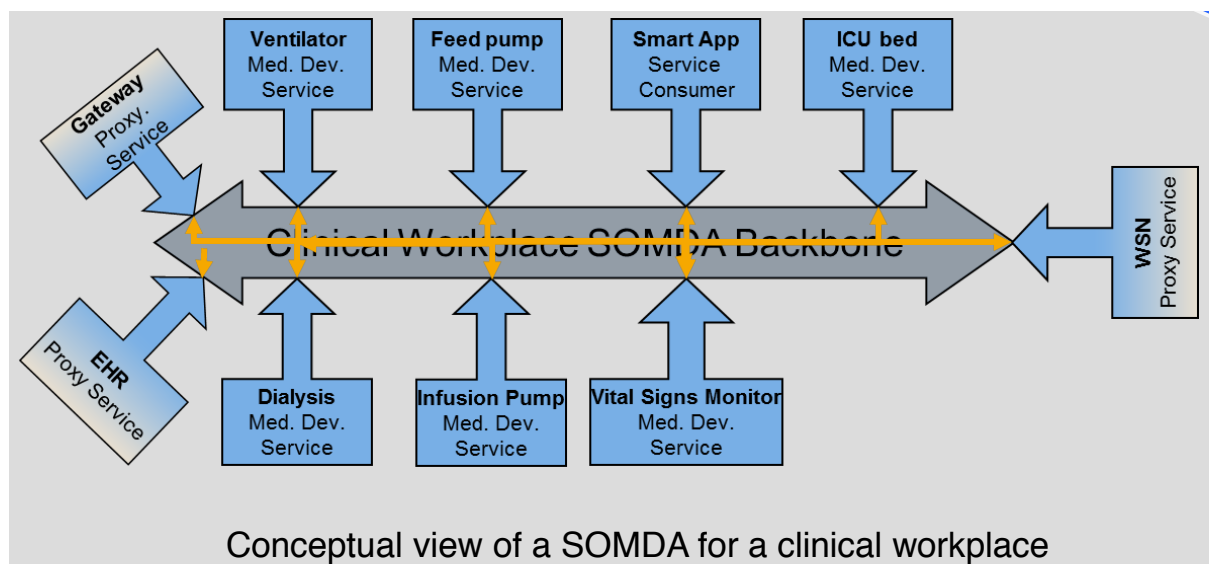 Ventilator
Med. Dev.
Service
Feed pump
Med. Dev.
Service
Smart App
Service
Consumer
ICU bed
Med. Dev.
Service
Gateway
Proxy.
Service
Clinical Workplace SOMDA Backbone
WSN
Proxy Service
EHR
Proxy Service
Dialysis
Med. Dev.
Service
Infusion Pump
Med. Dev.
Service
Vital Signs Monitor
Med. Dev.
Service
Conceptual view of a SOMDA for a clinical workplace